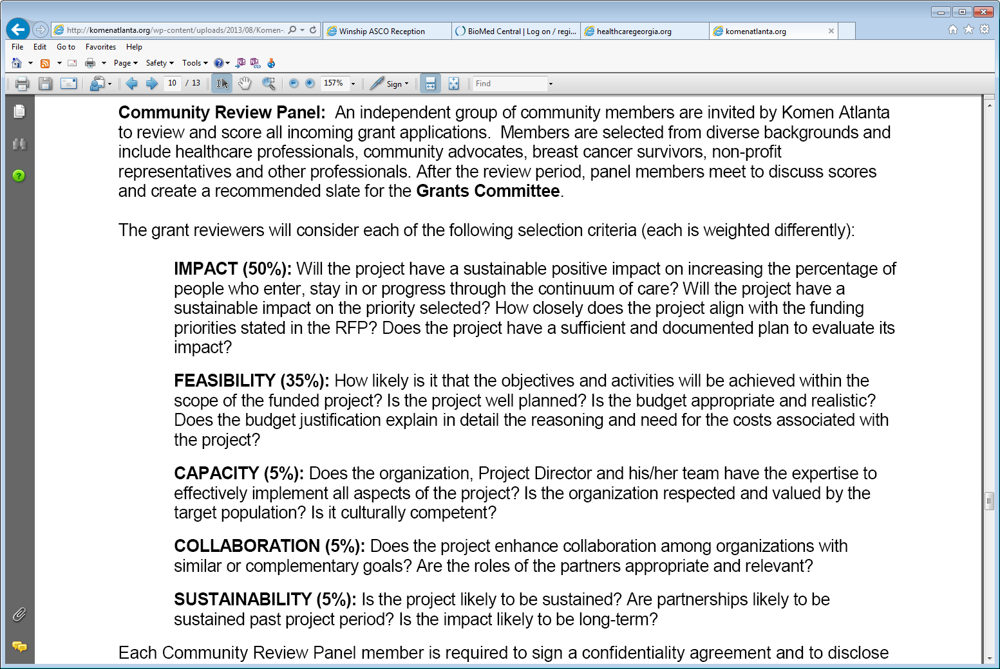 http://komenatlanta.org/wp-content/uploads/2013/08/Komen-.
Winship ASCO Reception
BioMed Central | Log on / regi...
healthcaregeorgia.org
komenatlanta.org
File Edit Go to Favorites Help
Page Safety Tools
10 / 13 157% Sign Find
Community Review Panel: An independent group of community members are invited by Komen Atlanta
to review and score all incoming grant applications. Members are selected from diverse backgrounds and
include healthcare professionals, community advocates, breast cancer survivors, non-profit
representatives and other professionals. After the review period, panel members meet to discuss scores
and create a recommended slate for the Grants Committee.
The grant reviewers will consider each of the following selection criteria (each is weighted differently):
IMPACT (50%): Will the project have a sustainable positive impact on increasing the percentage of
people who enter, stay in or progress through the continuum of care? Will the project have a
sustainable impact on the priority selected? How closely does the project align with the funding
priorities stated in the RFP? Does the project have a sufficient and documented plan to evaluate its
impact?
FEASIBILITY (35%): How likely is it that the objectives and activities will be achieved within the
scope of the funded project? Is the project well planned? Is the budget appropriate and realistic?
Does the budget justification explain in detail the reasoning and need for the costs associated with
the project?
CAPACITY (5%): Does the organization, Project Director and his/her team have the expertise to
effectively implement all aspects of the project? Is the organization respected and valued by the
target population? Is it culturally competent?
COLLABORATION (5%): Does the project enhance collaboration among organizations with
similar or complementary goals? Are the roles of the partners appropriate and relevant?
SUSTAINABILITY (5%): Is the project likely to be sustained? Are partnerships likely to be
sustained past project period? Is the impact likely to be long-term?
Each Community Review Panel member is required to sign a confidentiality agreement and to disclose